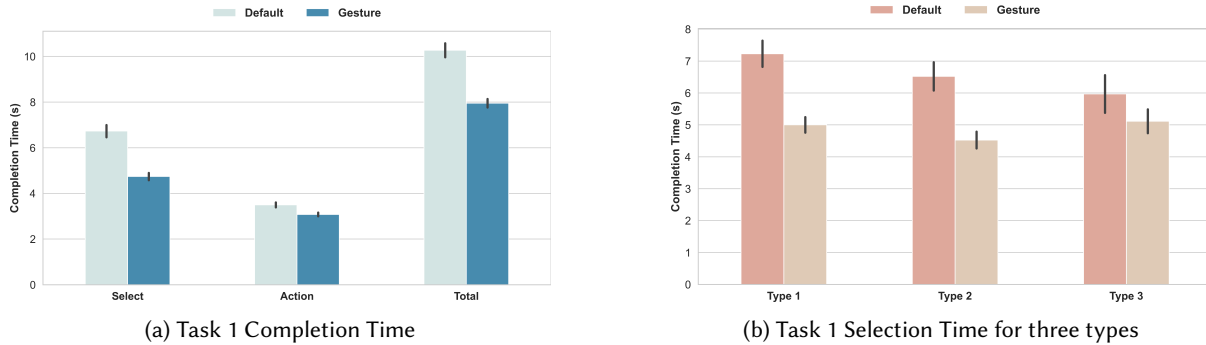 Default Gesture
Completion Time (s)
10
8
6
4
2
0
Select Action Total
(a) Task 1 Completion Time
Default Gesture
Completion Time (s)
8
7
6
5
4
3
2
1
0
Type 1 Type 2 Type 3
(b) Task 1 Selection Time for three types